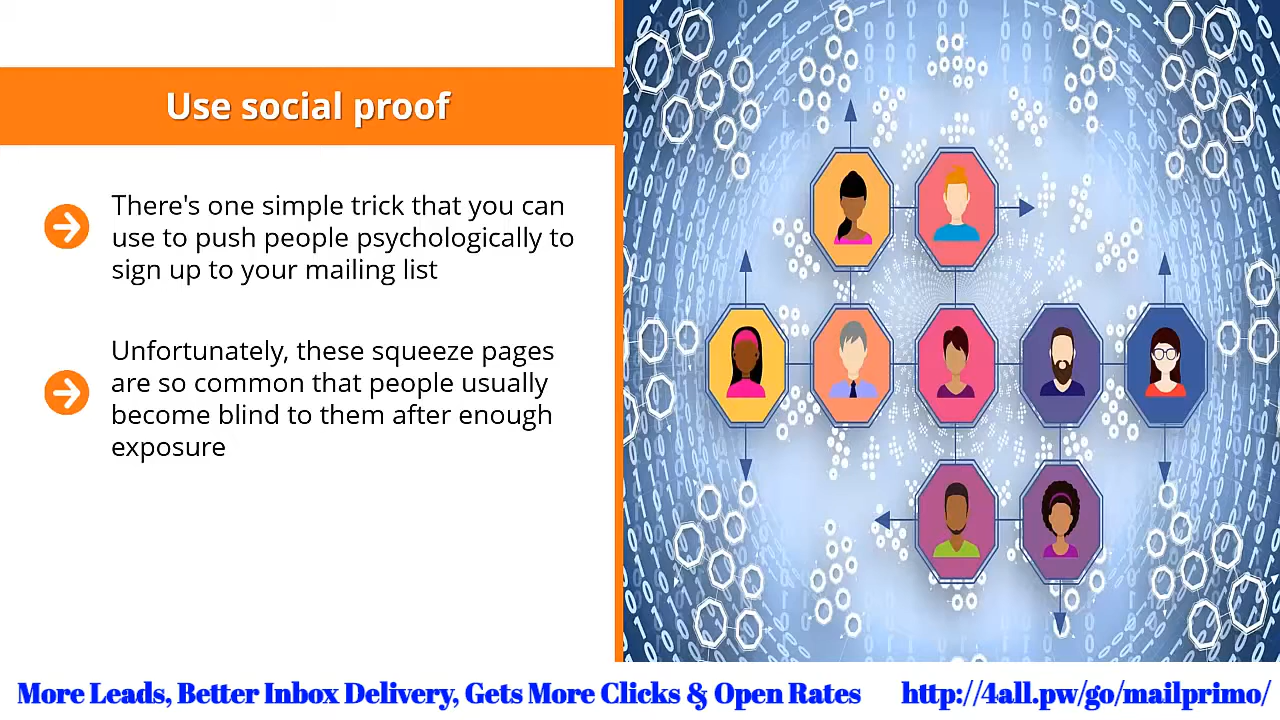 Use social proof
There's one simple trick that you can
use to push people psychologically to
sign up to your mailing list
Unfortunately, these squeeze pages
are so common that people usually
become blind to them after enough
exposure
More Leads, Better Inbox Delivery, Gets More Clicks & Open Rates http://4all.pw/go/mailprimo/